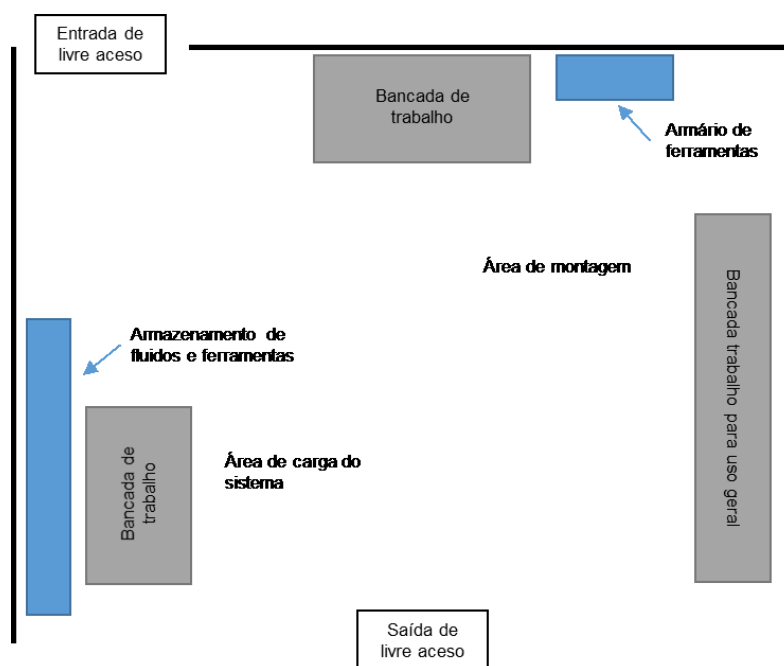 Entrada de
livre aceso
Bancada de
trabalho
Armário de
ferramentas
Área de montagem
Bancada trabalho para uso geral
Armazenamento de
fluidos e ferramentas
Bancada de
trabalho
Área de carga do
sistema
Saída de
livre aceso